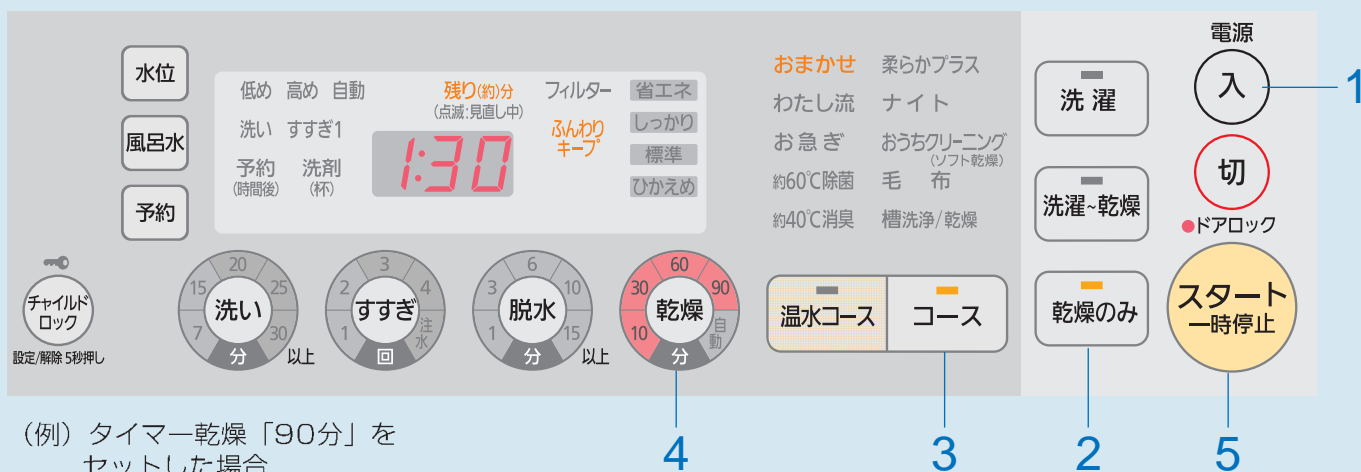 電源
入
1
切
ドアロック
スタート
一時停止
5
洗濯
洗濯~乾燥
乾燥のみ
2
おまかせ 柔らかプラス
わたし流 ナイト
お急ぎ おうちクリーニング
(ソフト乾燥)
約60℃除菌 毛布
約40℃消臭 槽洗浄/乾燥
温水コース コース
3
水位
風呂水
予約
低め 高め 自動 残り(約)分 フィルター 省エネ
(点滅:見直し中)
洗い すすぎ1 ふんわり しっかり
キープ
1:30
標準
予約 洗剤
(時間後) (杯)
ひかえめ
チャイルド
ロック
設定/解除 5秒押し
7 15 20 25 30
洗い
分 以上
1 2 3 4 注水
すすぎ
回
1 3 6 10 15
脱水
分 以上
10 30 60 90 自動
乾燥
分
4
(例)タイマー乾燥「90分」を
セットした場合